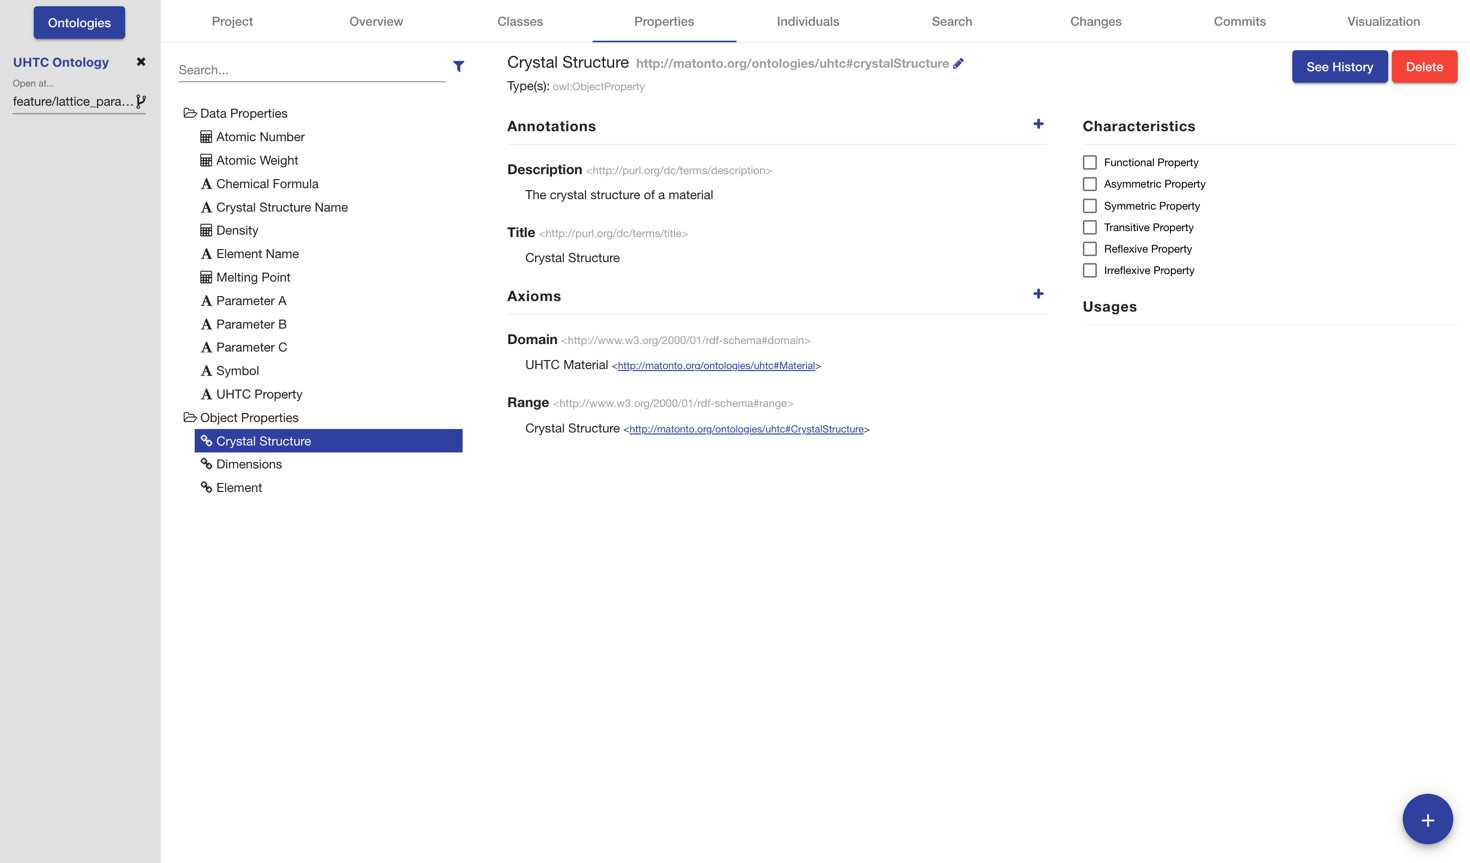 Ontologies
UHTC Ontology
Open at...
feature/lattice_para...
Project
Overview
Classes
Properties
Individuals
Search
Changes
Commits
Visualization
Search...
Data Properties
Atomic Number
Atomic Weight
Chemical Formula
Crystal Structure Name
Density
Element Name
Melting Point
Parameter A
Parameter B
Parameter C
Symbol
UHTC Property
Object Properties
Crystal Structure
Dimensions
Element
Crystal Structure http://matonto.org/ontologies/uhtc#crystalStructure
Type(s): owl:ObjectProperty
See History
Delete
Annotations
Description <http://purl.org/dc/terms/description>
The crystal structure of a material
Title <http://purl.org/dc/terms/title>
Crystal Structure
Axioms
Domain <http://www.w3.org/2000/01/rdf-schema#domain>
UHTC Material <http://matonto.org/ontologies/uhtc#Material>
Range <http://www.w3.org/2000/01/rdf-schema#range>
Crystal Structure <http://matonto.org/ontologies/uhtc#CrystalStructure>
Characteristics
Functional Property
Asymmetric Property
Symmetric Property
Transitive Property
Reflexive Property
Irreflexive Property
Usages